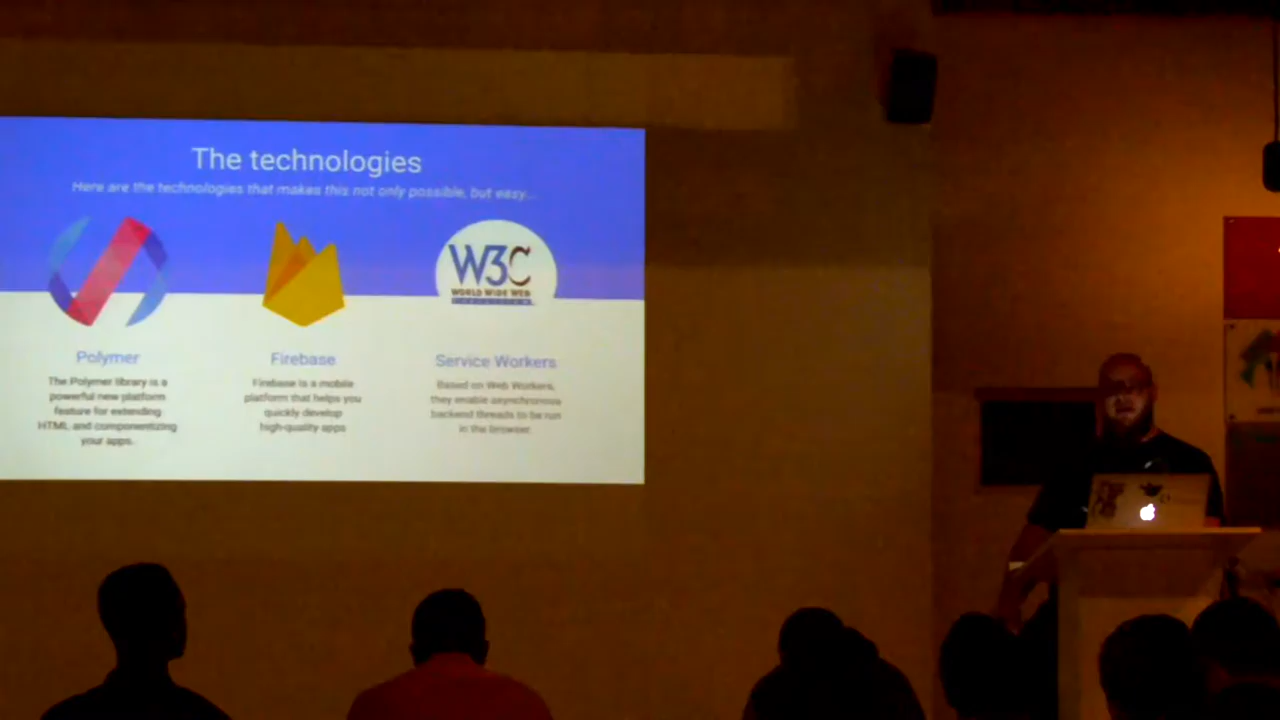 The technologies
Here are the technologies that makes this not only possible, but easy...
W3C
WORLD WIDE WEB
Polymer
The Polymer library is a
powerful new platform
feature for extending
HTML and componentizing
your apps.
Firebase
Firebase is a mobile
platform that helps you
quickly develop
high-quality apps
Service Workers
Based on Web Workers,
they enable asynchronous
backend threads to be run
in the browser.